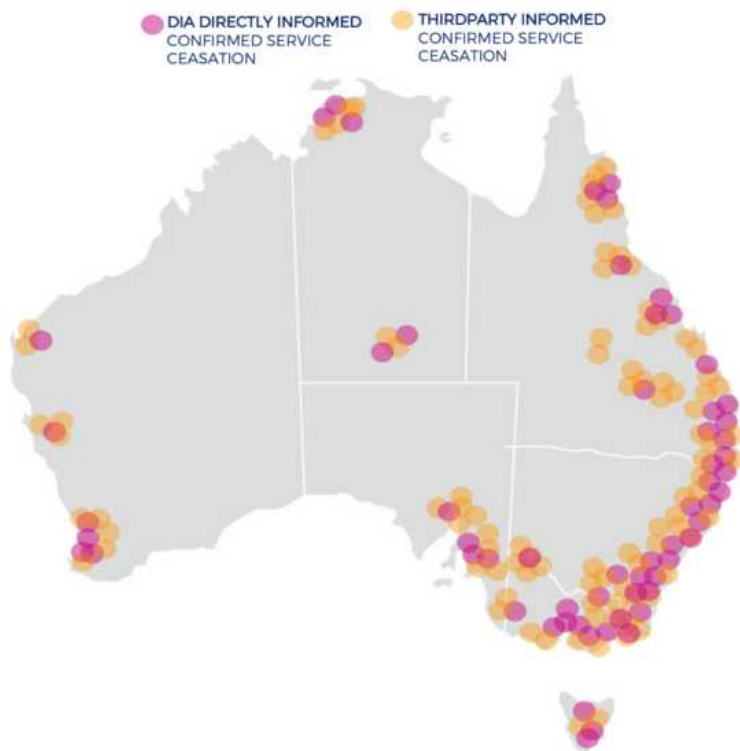 DIA DIRECTLY INFORMED
CONFIRMED SERVICE
CEASATION
THIRDPARTY INFORMED
CONFIRMED SERVICE
CEASATION